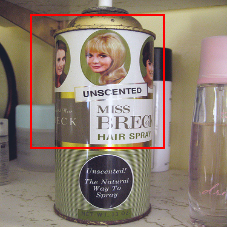 UNSCENTED
MISS
BRECK
HAIR SPRAY
ECK
Unscented!
The Natural
Way To
Spray